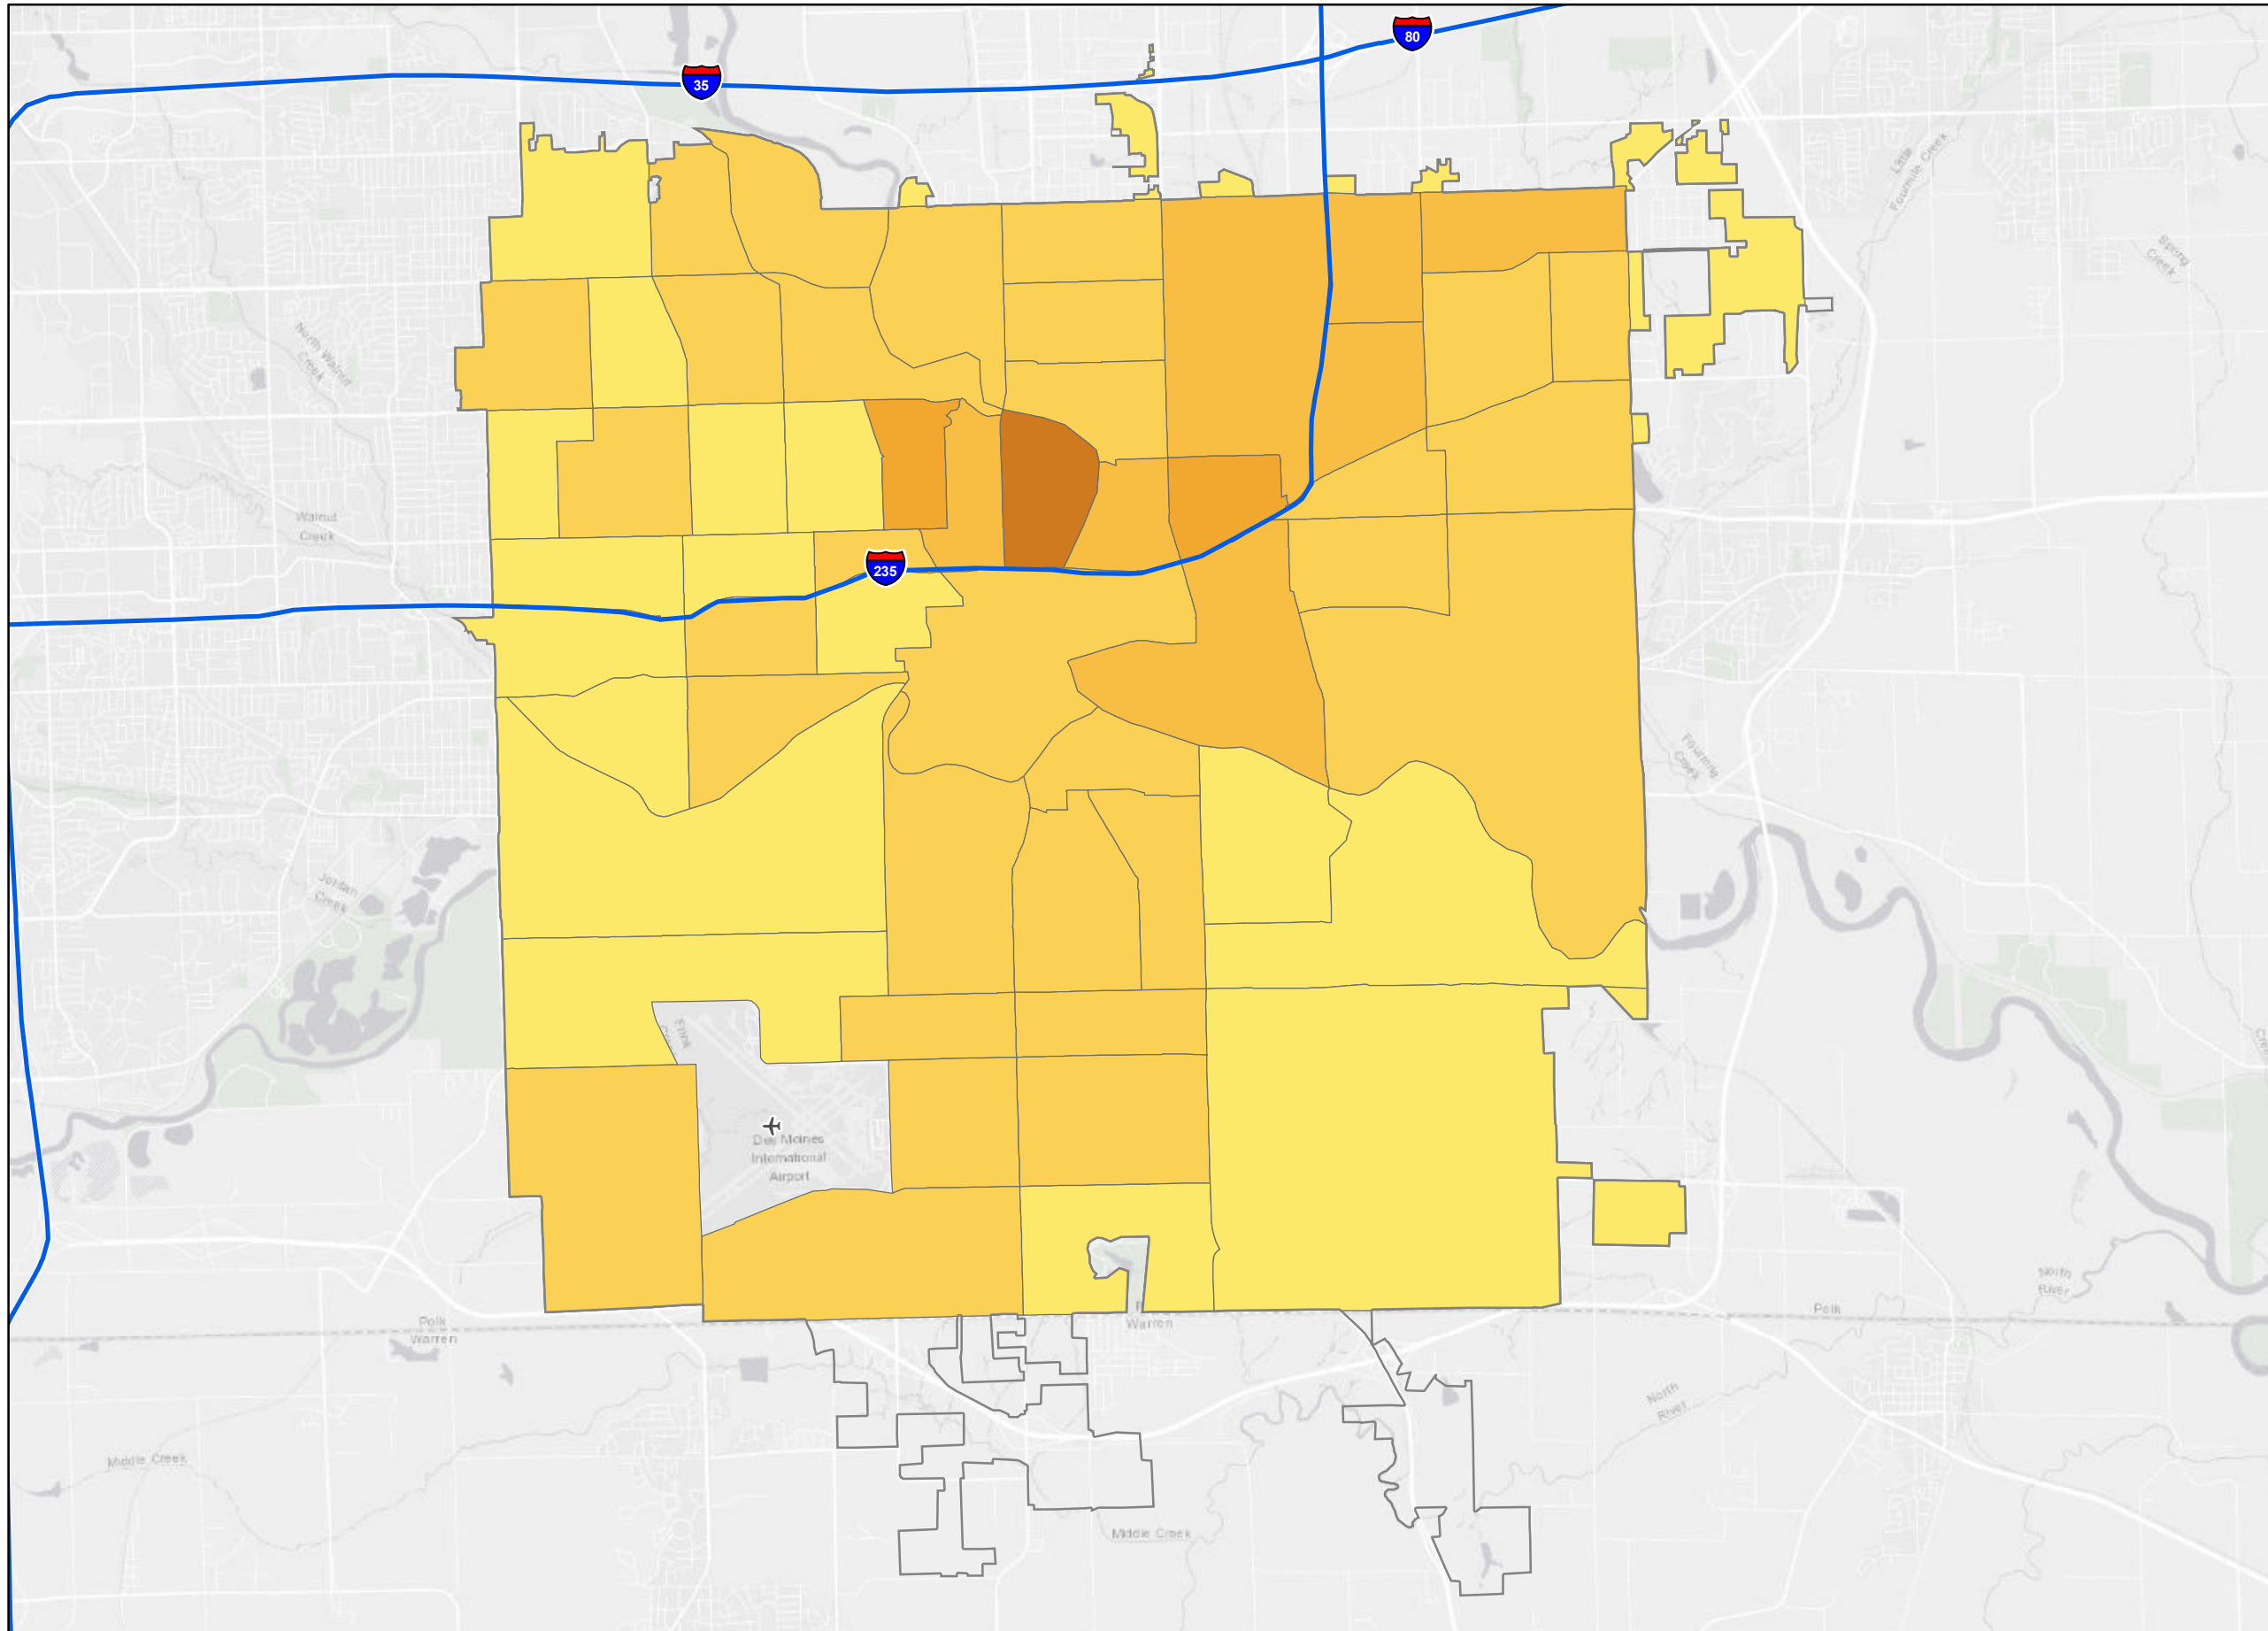 80
35
Little
Fourmile Creek
Spring
Creek
North Walnut
Creek
Walnut
Creek
235
Fourmile
Creek
Jordan
Creek
Des Moines
International
Airport
North
River
Polk
Warren
Polk
Warren
North
River
Middle Creek
Middle Creek